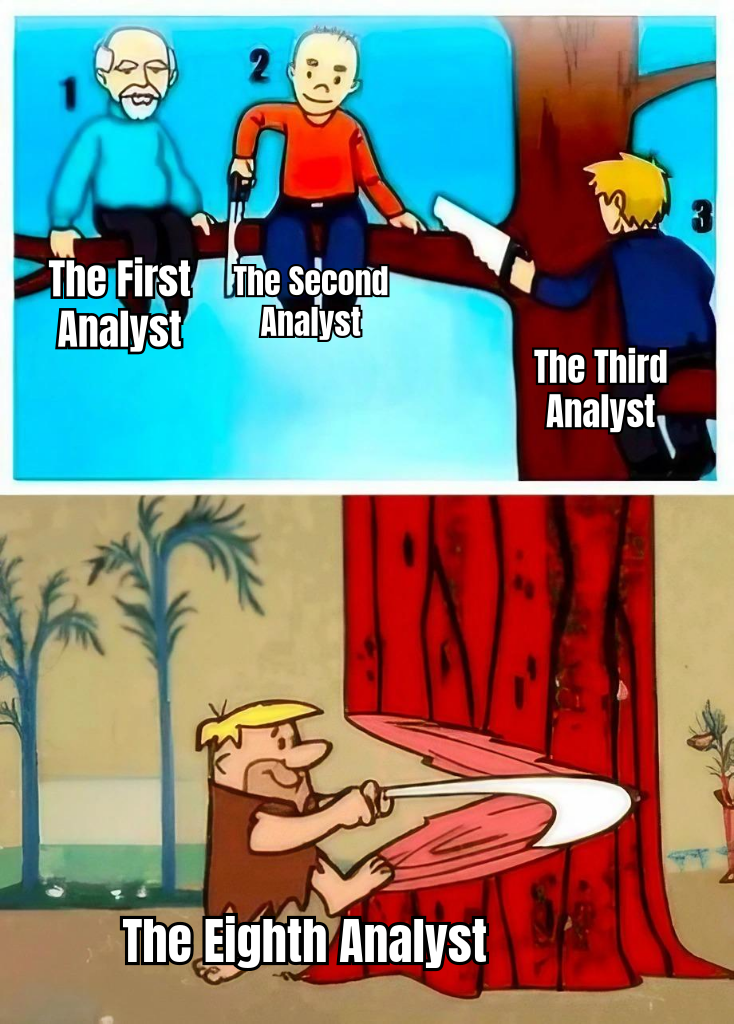 1
2
3
The First
Analyst
The Second
Analyst
The Third
Analyst
The Eighth Analyst